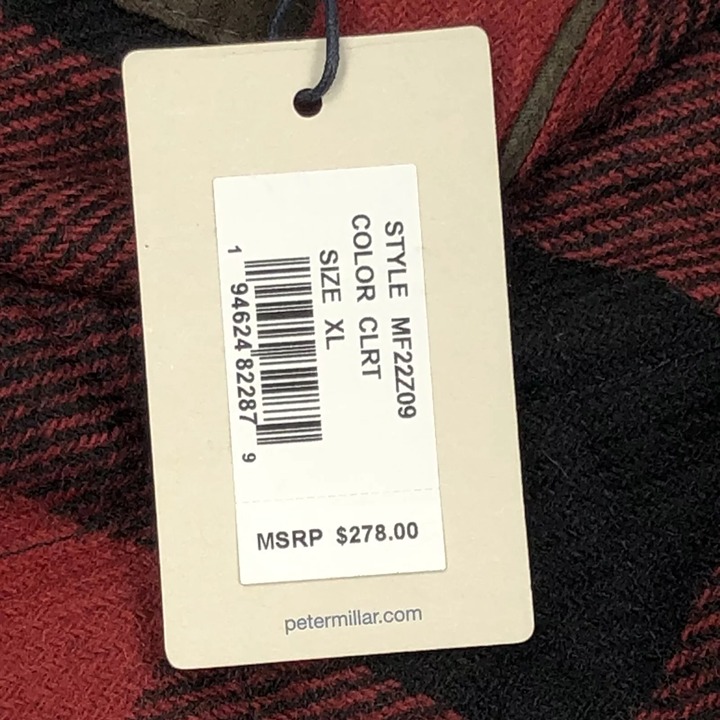 STYLE MF22Z09
COLOR CLRT
SIZE XL
1 94624 82287 9
MSRP $278.00
petermillar.com